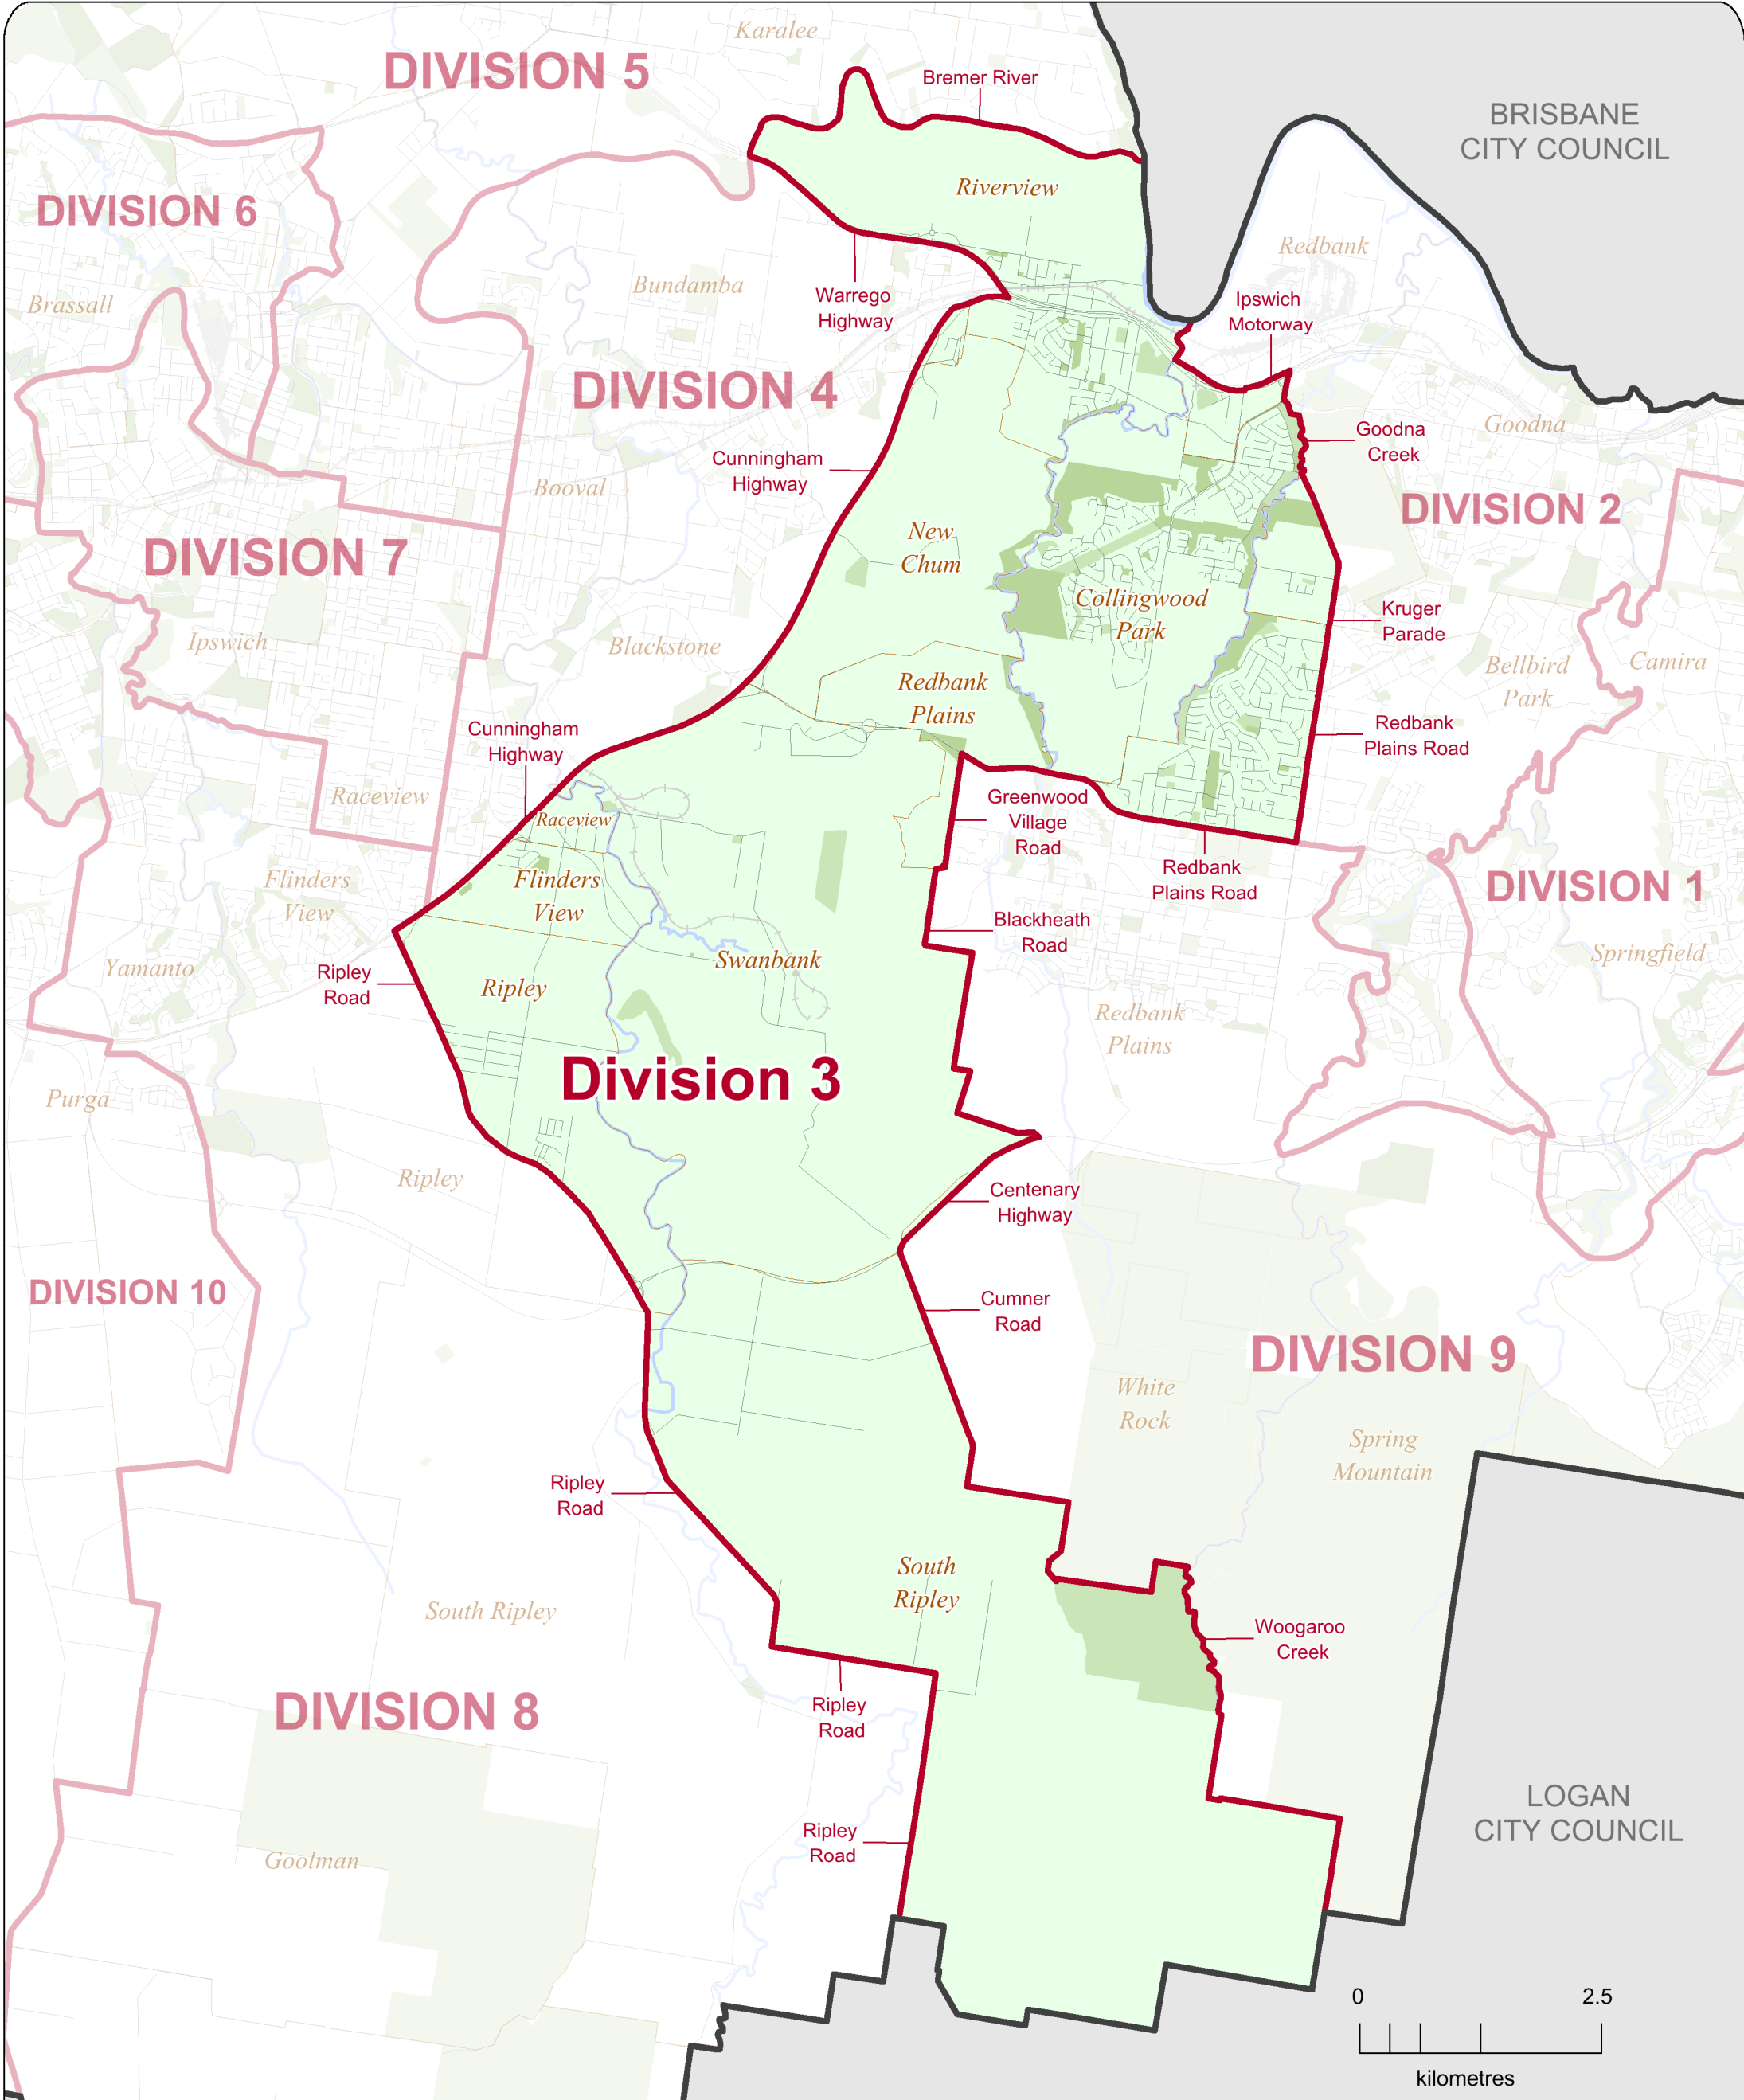 Karalee
DIVISION 5
Bremer River
BRISBANE
CITY COUNCIL
Riverview
DIVISION 6
Redbank
Bundamba
Brassall
Warrego
Highway
Ipswich
Motorway
DIVISION 4
Goodna
Goodna
Creek
Cunningham
Highway
Booval
DIVISION 2
New
Chum
DIVISION 7
Collingwood
Park
Kruger
Parade
Ipswich
Blackstone
Bellbird
Park
Camira
Redbank
Plains
Cunningham
Highway
Redbank
Plains Road
Raceview
Greenwood
Village
Road
Raceview
Redbank
Plains Road
Flinders
View
Flinders
View
DIVISION 1
Blackheath
Road
Springfield
Yamanto
Ripley
Road
Ripley
Swanbank
Redbank
Plains
Division 3
Purga
Ripley
Centenary
Highway
DIVISION 10
Cumner
Road
DIVISION 9
White
Rock
Spring
Mountain
Ripley
Road
South
Ripley
South Ripley
Woogaroo
Creek
DIVISION 8
Ripley
Road
LOGAN
CITY COUNCIL
Ripley
Road
Goolman
0 2.5
kilometres